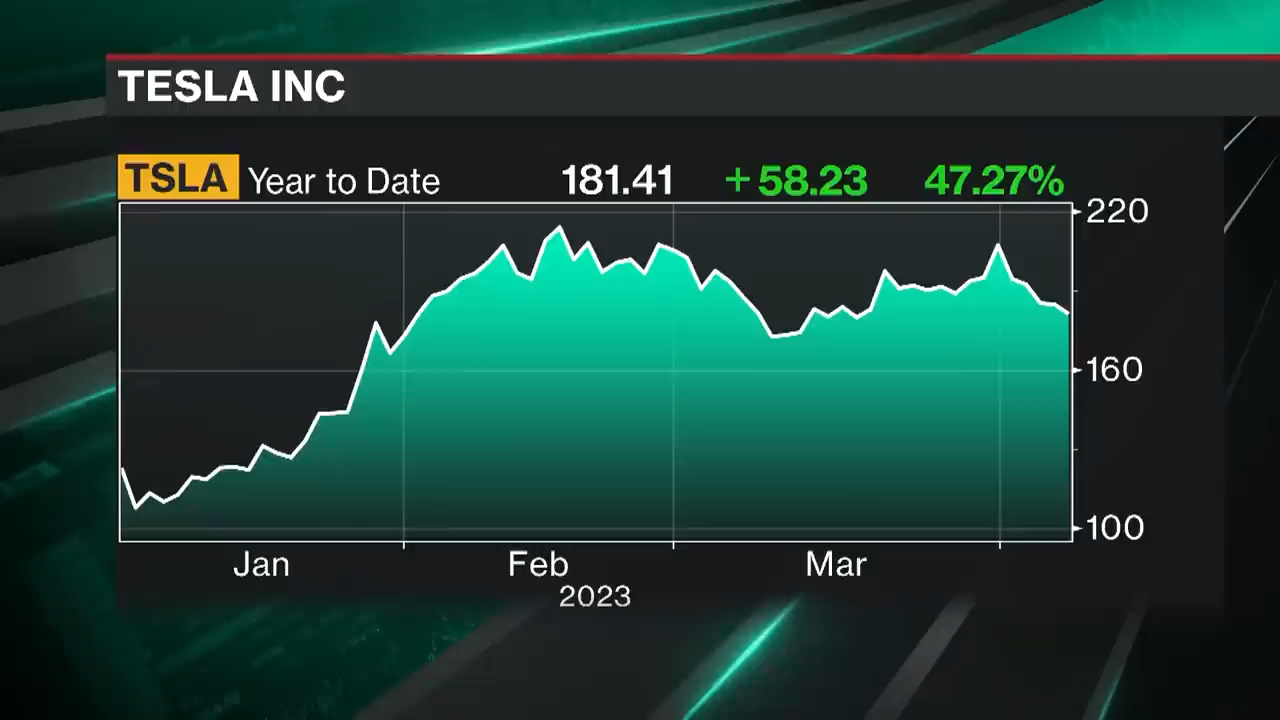 TESLA INC
TSLA Year to Date 181.41 +58.23 47.27%
220
160
100
Jan Feb Mar
2023